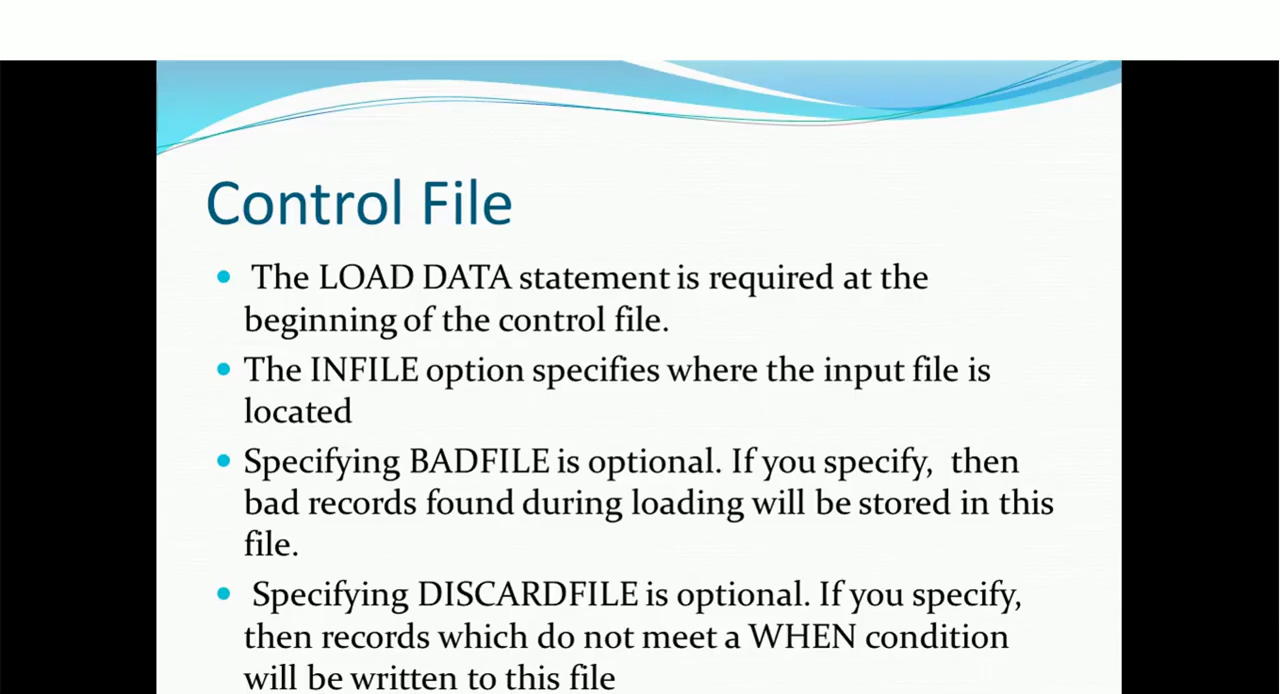 Control File
The LOAD DATA statement is required at the
beginning of the control file.
The INFILE option specifies where the input file is
located
Specifying BADFILE is optional. If you specify, then
bad records found during loading will be stored in this
file.
Specifying DISCARDFILE is optional. If you specify,
then records which do not meet a WHEN condition
will be written to this file